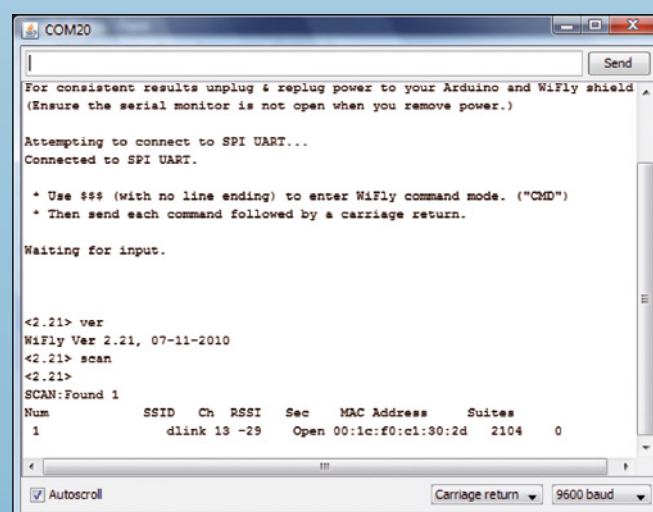 COM20
Send
For consistent results unplug & replug power to your Arduino and WiFly shield
(Ensure the serial monitor is not open when you remove power.)
Attempting to connect to SPI UART...
Connected to SPI UART.
* Use $$$ (with no line ending) to enter WiFly command mode. ("CMD")
* Then send each command followed by a carriage return.
Waiting for input.
<2.21> ver
WiFly Ver 2.21, 07-11-2010
<2.21> scan
<2.21>
SCAN:Found 1
Num SSID Ch RSSI Sec MAC Address Suites
1 dlink 13 -29 Open 00:1c:f0:c1:30:2d 2104 0
Autoscroll Carriage return 9600 baud